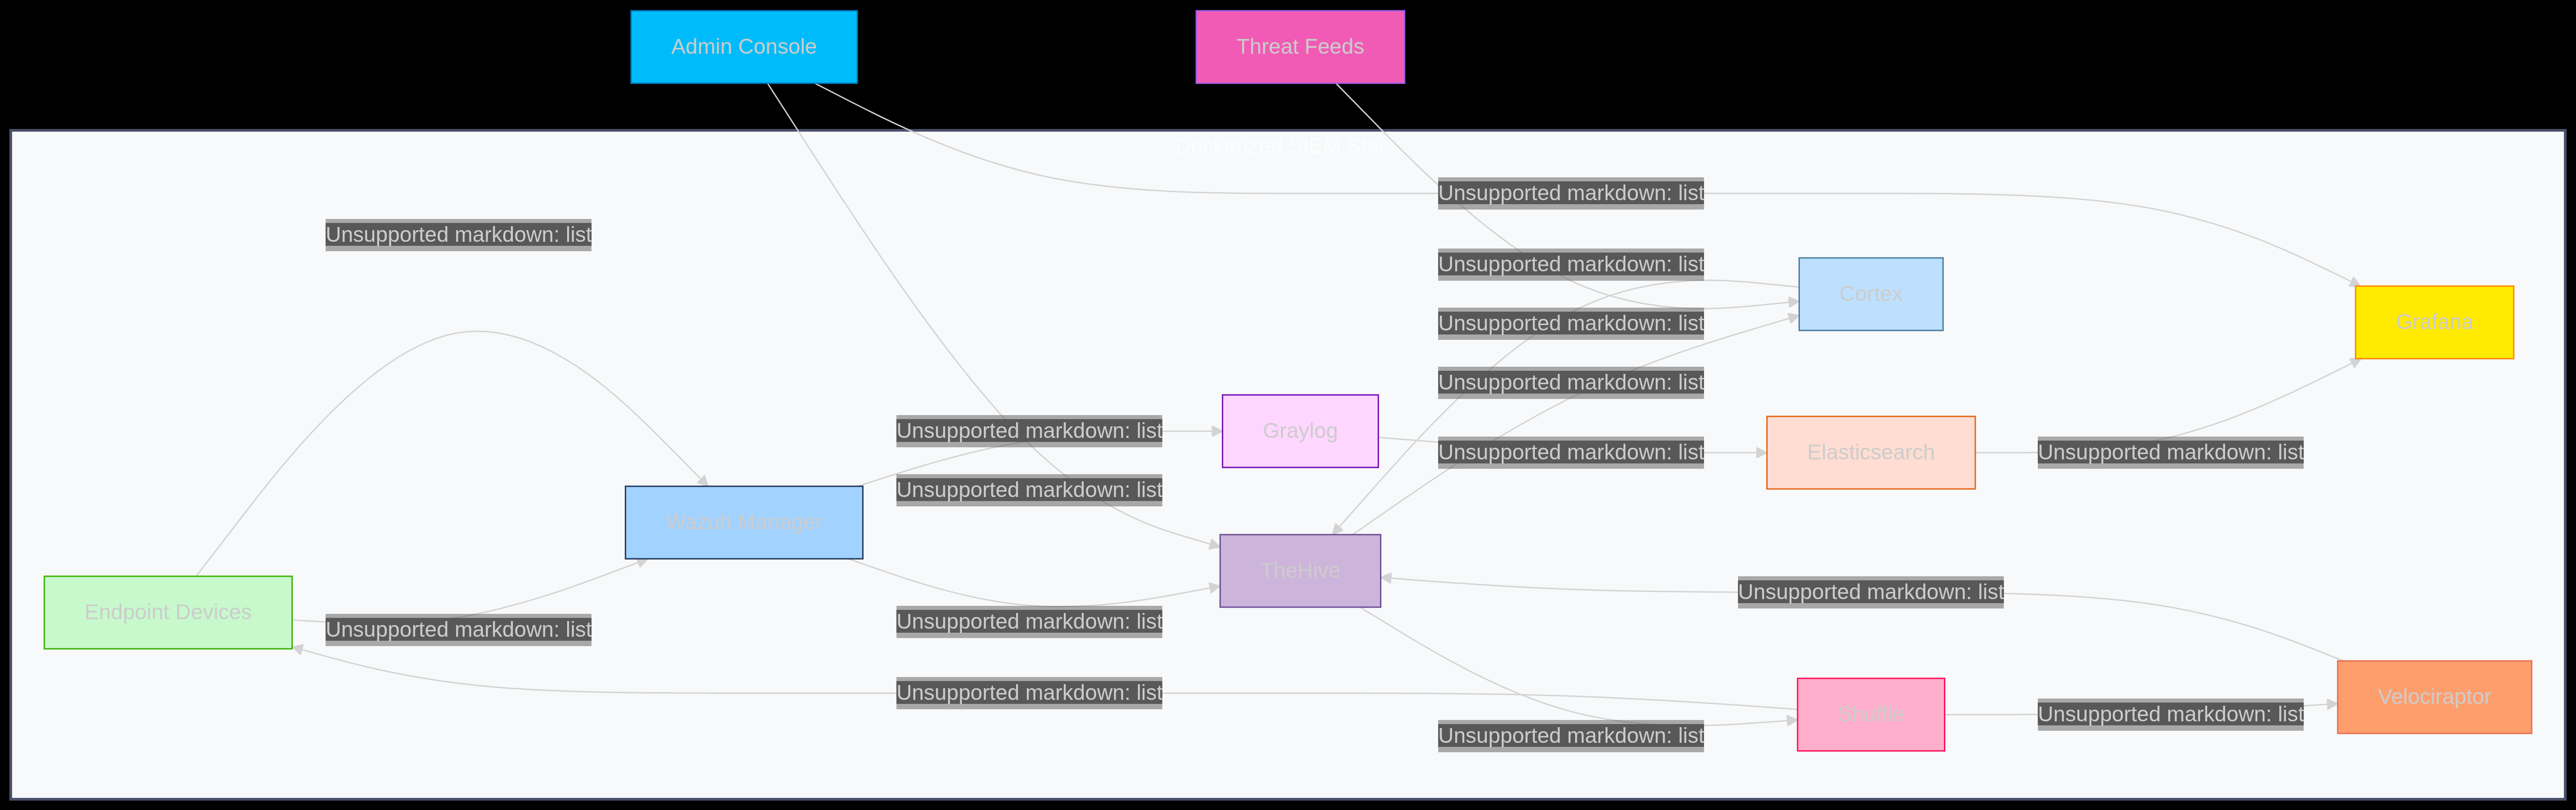 Admin Console
Threat Feeds
Dockerized SIEM Stack
Unsupported markdown: list
Unsupported markdown: list
Unsupported markdown: list
Cortex
Unsupported markdown: list
Grafana
Unsupported markdown: list
Unsupported markdown: list
Graylog
Unsupported markdown: list
Elasticsearch
Unsupported markdown: list
Unsupported markdown: list
Wazuh Manager
TheHive
Unsupported markdown: list
Endpoint Devices
Unsupported markdown: list
Unsupported markdown: list
Unsupported markdown: list
Velociraptor
Shuffle
Unsupported markdown: list
Unsupported markdown: list